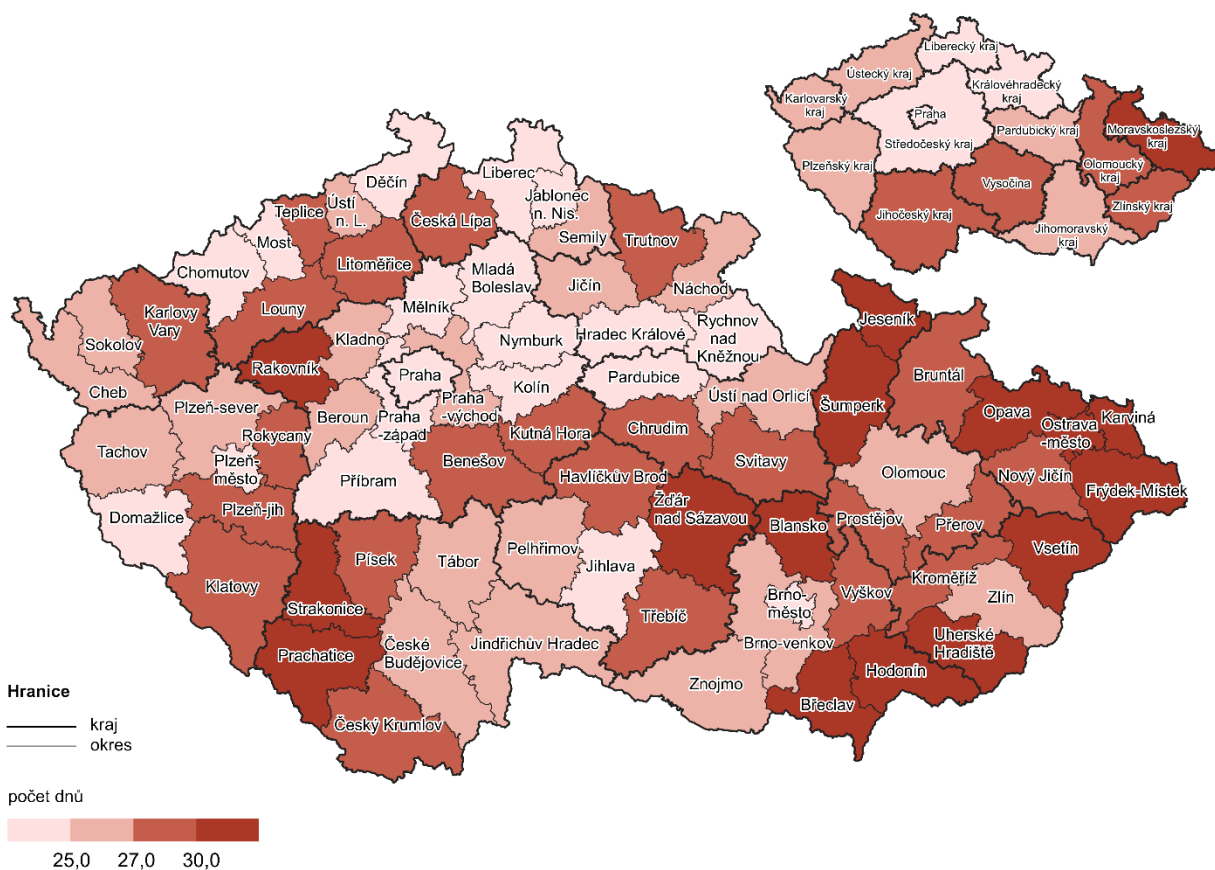 Liberecký kraj
Ústecký kraj
Královéhradecký
kraj
Karlovarský
kraj
Praha
Pardubický kraj
Moravskoslezský
kraj
Středočeský kraj
Plzeňský kraj
Olomoucký
kraj
Vysočina
Zlínský kraj
Jihočeský kraj
Jihomoravský
kraj
Děčín
Liberec
Jablonec
n. Nis.
Ústí
n. L.
Teplice
Česká Lípa
Semily
Trutnov
Most
Chomutov
Litoměřice
Mladá
Boleslav
Jičín
Náchod
Karlovy
Vary
Louny
Mělník
Sokolov
Kladno
Nymburk
Hradec Králové
Rychnov
nad
Kněžnou
Jeseník
Rakovník
Praha
Cheb
Kolín
Pardubice
Bruntál
Plzeň-sever
Beroun
Praha
-západ
Praha
-východ
Ústí nad Orlicí
Šumperk
Opava
Karviná
Ostrava
-město
Rokycany
Kutná Hora
Chrudim
Tachov
Plzeň-
město
Benešov
Svitavy
Olomouc
Nový Jičín
Příbram
Havlíčkův Brod
Frýdek-Místek
Domažlice
Plzeň-jih
Žďár
nad Sázavou
Blansko
Prostějov
Přerov
Písek
Tábor
Pelhřimov
Jihlava
Vsetín
Klatovy
Strakonice
Kroměříž
Brno-
město
Vyškov
Zlín
Třebíč
Prachatice
České
Budějovice
Jindřichův Hradec
Brno-venkov
Uherské
Hradiště
Znojmo
Hodonín
Břeclav
Český Krumlov
Hranice
kraj
okres
počet dnů
25,0 27,0 30,0